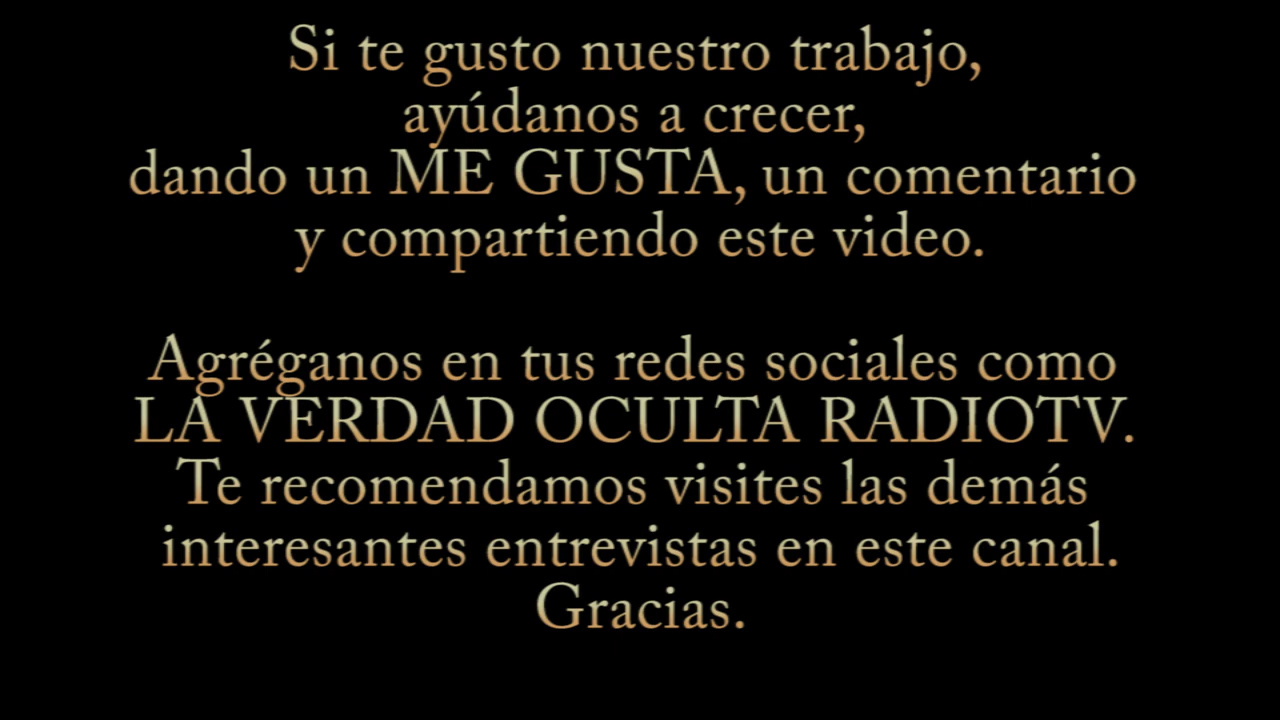 Si te gusto nuestro trabajo,
ayúdanos a crecer,
dando un ME GUSTA, un comentario
y compartiendo este video.
Agréganos en tus redes sociales como
LA VERDAD OCULTA RADIOTV.
Te recomendamos visites las demás
interesantes entrevistas en este canal.
Gracias.